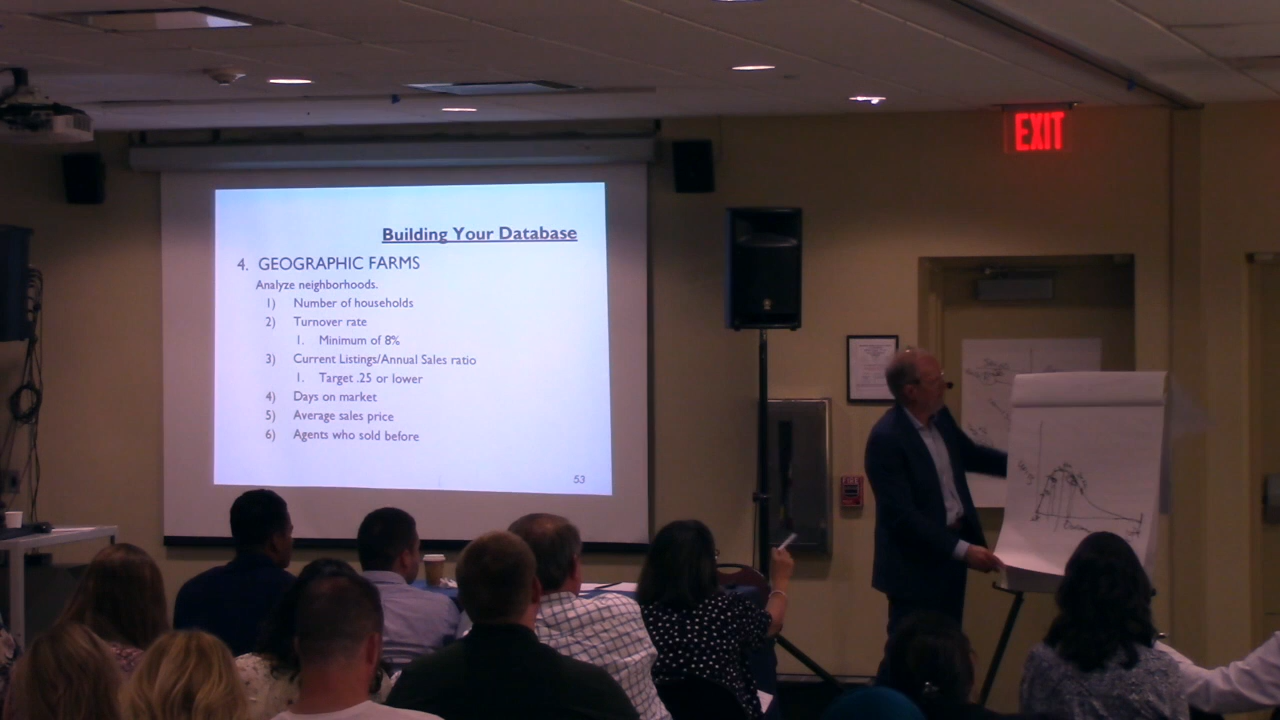 EXIT
Building Your Database
4. GEOGRAPHIC FARMS
Analyze neighborhoods.
1) Number of households
2) Turnover rate
1. Minimum of 8%
3) Current Listings/Annual Sales ratio
1. Target .25 or lower
4) Days on market
5) Average sales price
6) Agents who sold before
53
FIRE